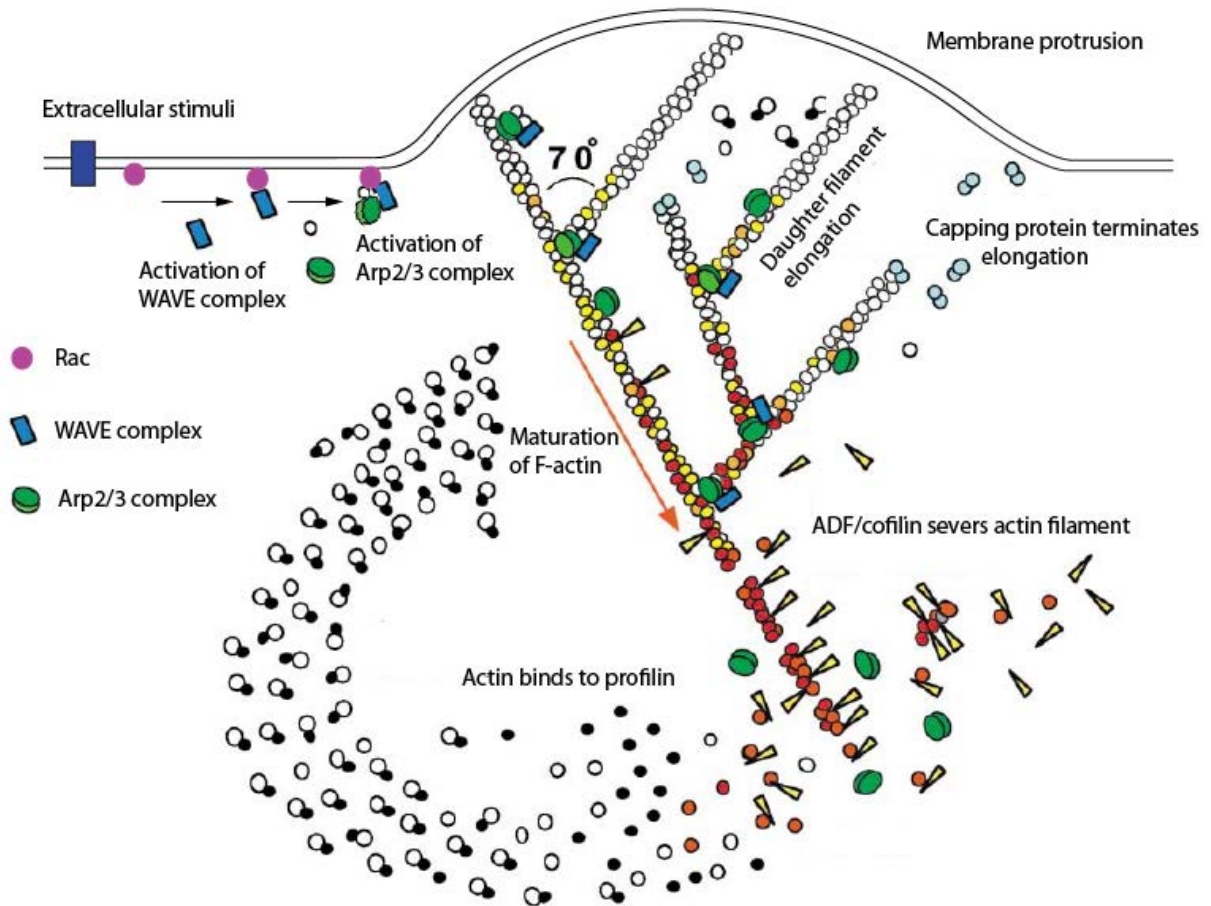 Membrane protrusion
Extracellular stimuli
70°
Activation of
WAVE complex
Activation of
Arp2/3 complex
Daughter filament
elongation
Capping protein terminates
elongation
Rac
WAVE complex
Arp2/3 complex
Maturation
of F-actin
ADF/cofilin severs actin filament
Actin binds to profilin